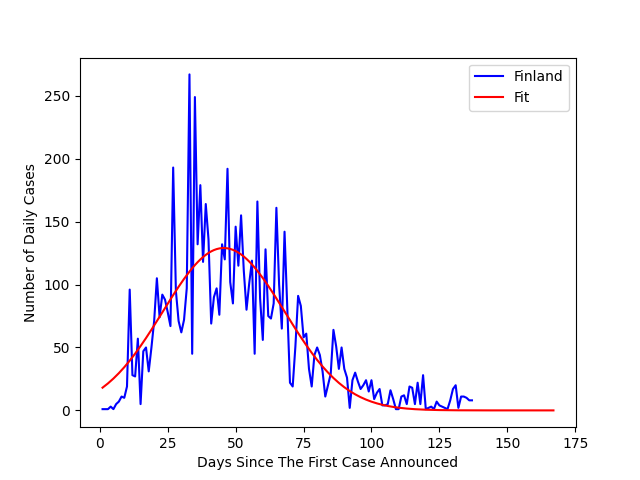 Finland
Fit
250
200
150
100
50
0
Number of Daily Cases
0 25 50 75 100 125 150 175
Days Since The First Case Announced